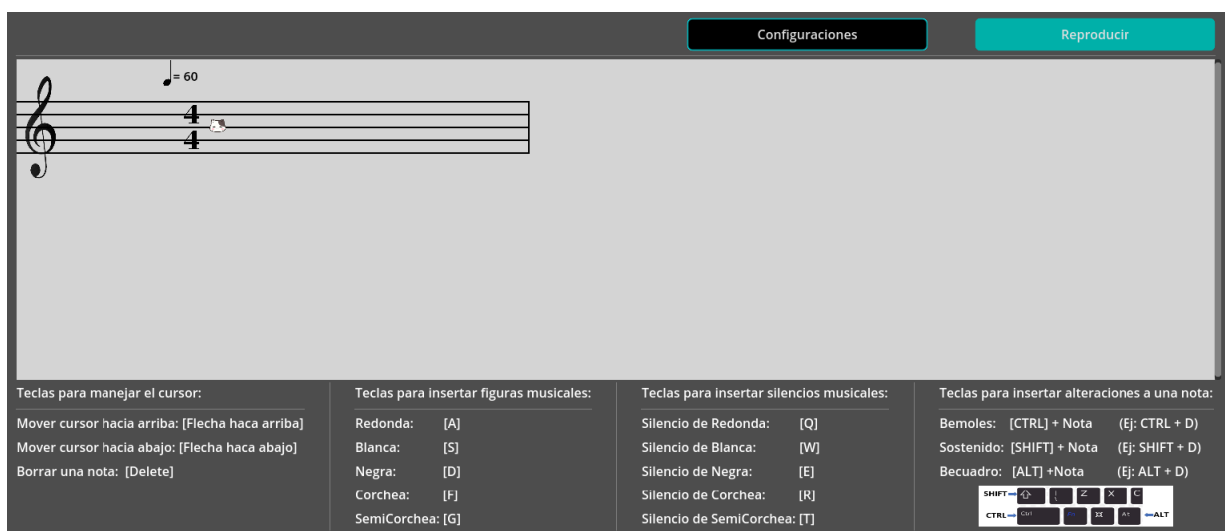 Configuraciones
Reproducir
= 60
4
4
Teclas para manejar el cursor:
Mover cursor hacia arriba: [Flecha haca arriba]
Mover cursor hacia abajo: [Flecha haca abajo]
Borrar una nota: [Delete]
Teclas para insertar figuras musicales:
Redonda: [A]
Blanca: [S]
Negra: [D]
Corchea: [F]
SemiCorchea: [G]
Teclas para insertar silencios musicales:
Silencio de Redonda: [Q]
Silencio de Blanca: [W]
Silencio de Negra: [E]
Silencio de Corchea: [R]
Silencio de SemiCorchea: [T]
Teclas para insertar alteraciones a una nota:
Bemoles: [CTRL] + Nota (Ej: CTRL + D)
Sostenido: [SHIFT] + Nota (Ej: SHIFT + D)
Becuadro: [ALT] +Nota (Ej: ALT + D)
SHIFT Z X C
CTRL Ctrl Alt ALT